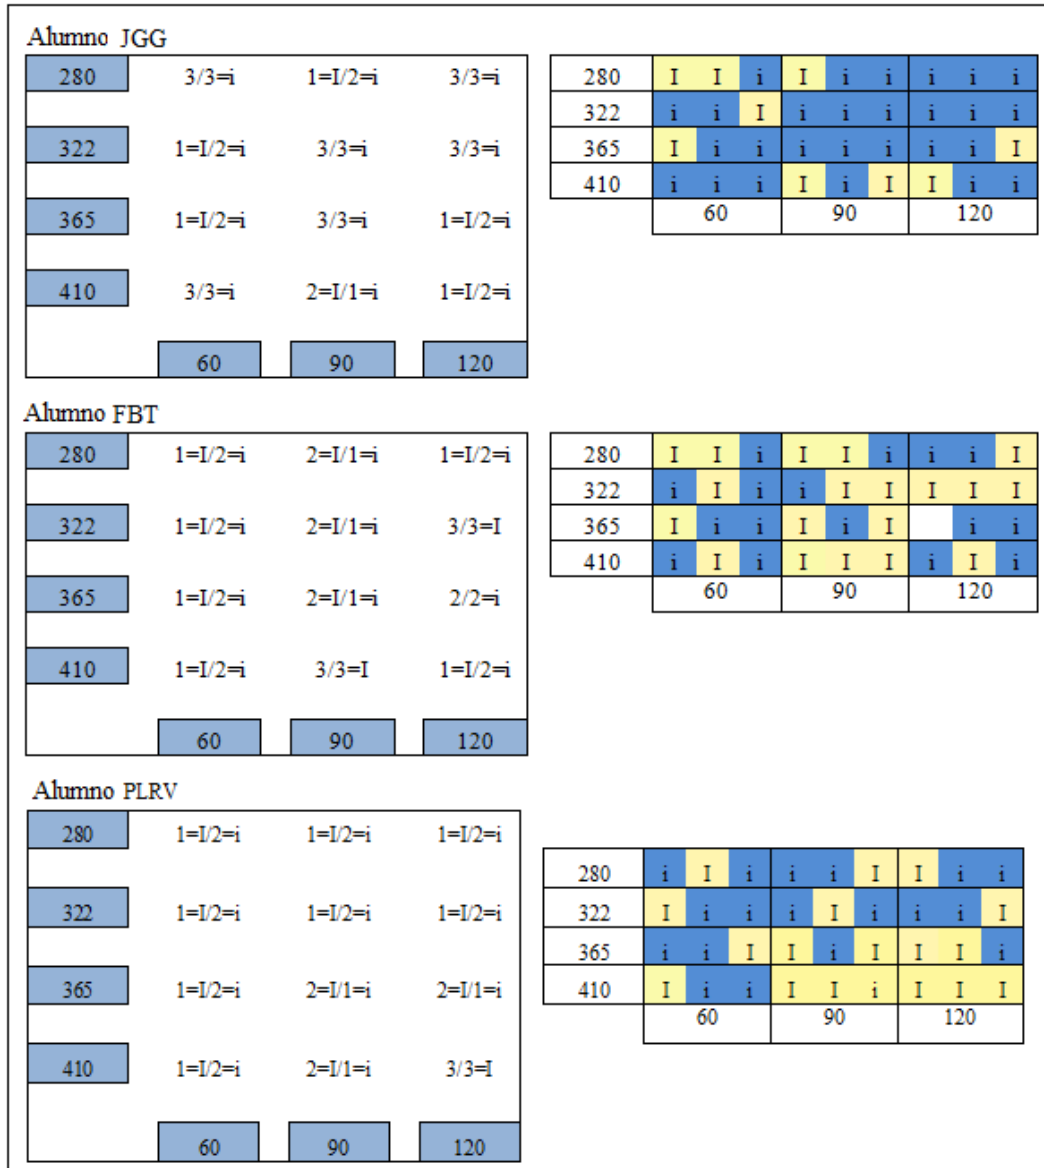 Alumno JGG
280 3/3=i 1=I/2=i 3/3=i
322 1=I/2=i 3/3=i 3/3=i
365 1=I/2=i 3/3=i 1=I/2=i
410 3/3=i 2=I/1=i 1=I/2=i
60 90 120
280 I I i I i i i i i
322 i i I i i i i i i
365 I i i i i i i i I
410 i i i I i I I i i
60 90 120
Alumno FBT
280 1=I/2=i 2=I/1=i 1=I/2=i
322 1=I/2=i 2=I/1=i 3/3=I
365 1=I/2=i 2=I/1=i 2/2=i
410 1=I/2=i 3/3=I 1=I/2=i
60 90 120
280 I I i I I i i i I
322 i I i i I I I I I
365 I i i I i I i i
410 i I i I I I i I i
60 90 120
Alumno PLRV
280 1=I/2=i 1=I/2=i 1=I/2=i
322 1=I/2=i 1=I/2=i 1=I/2=i
365 1=I/2=i 2=I/1=i 2=I/1=i
410 1=I/2=i 2=I/1=i 3/3=I
60 90 120
280 i I i i i I I i i
322 I i i i I i i i I
365 i i I I i I I I i
410 I i i I I i I I I
60 90 120